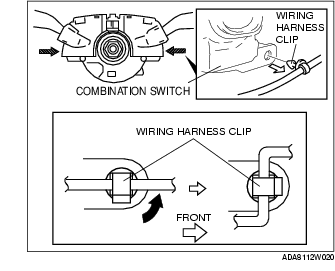 WIRING
HARNESS
CLIP
COMBINATION SWITCH
WIRING HARNESS CLIP
FRONT
ADA8112W020